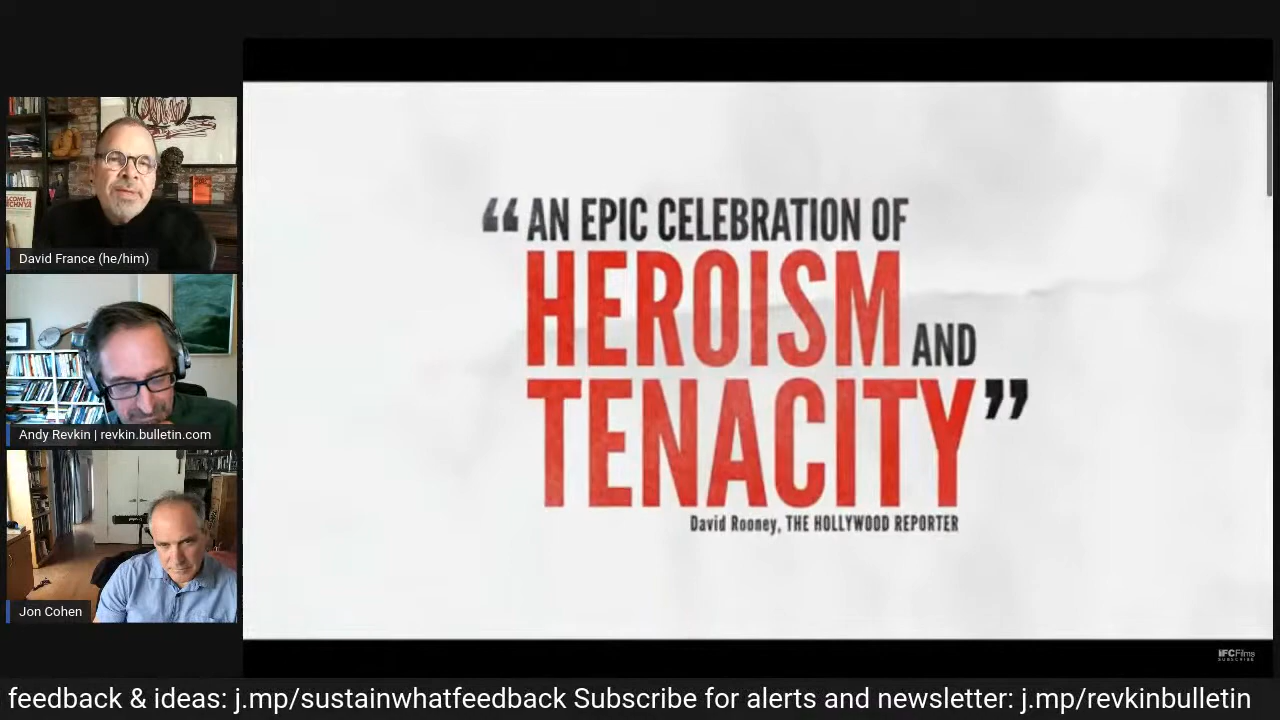 David France (he/him)
Andy Revkin | revkin.bulletin.com
Jon Cohen
“AN EPIC CELEBRATION OF
HEROISM AND
TENACITY”
David Rooney, THE HOLLYWOOD REPORTER
IFC Films
SUBSCRIBE
feedback & ideas: j.mp/sustainwhatfeedback Subscribe for alerts and newsletter: j.mp/revkinbulletin